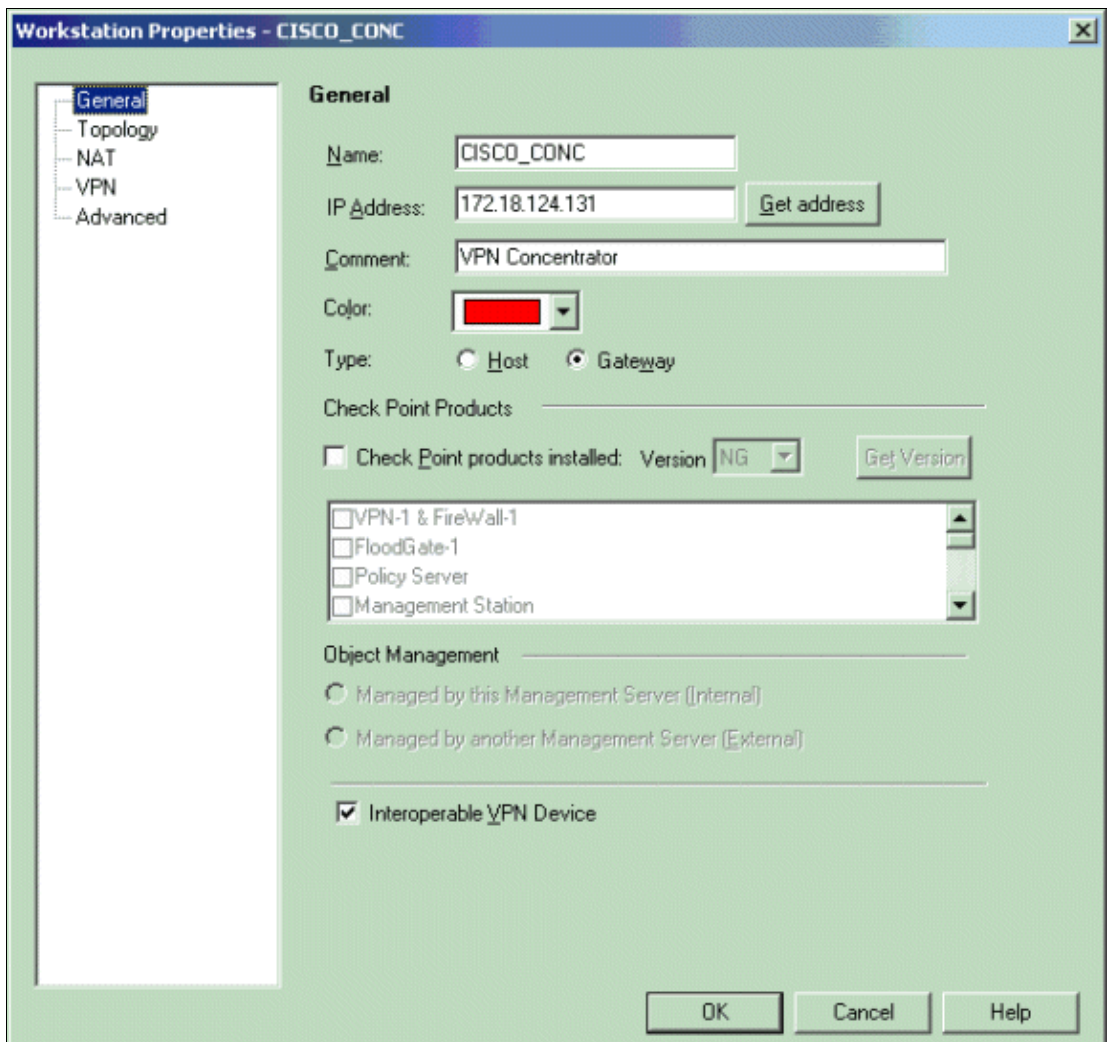 Workstation Properties - CISCO_CONC
General
Topology
NAT
VPN
Advanced
General
Name: CISCO_CONC
IP Address: 172.18.124.131 Get address
Comment: VPN Concentrator
Color:
Type: Host Gateway
Check Point Products
Check Point products installed: Version NG Get Version
VPN-1 & FireWall-1
FloodGate-1
Policy Server
Management Station
Object Management
Managed by this Management Server (Internal)
Managed by another Management Server (External)
Interoperable VPN Device
OK Cancel Help